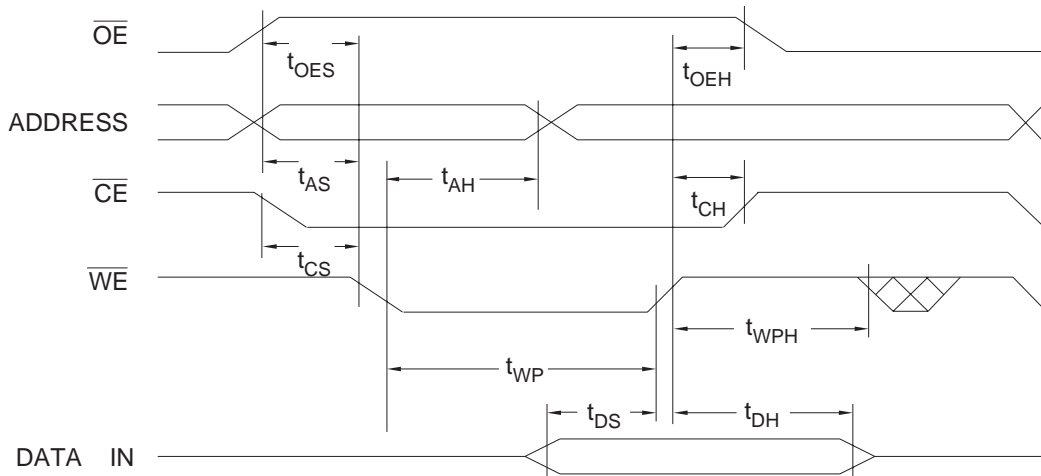 OE
tOES
tOEH
ADDRESS
tAS
tAH
CE
tCH
tCS
WE
tWPH
tWP
tDS
tDH
DATA IN